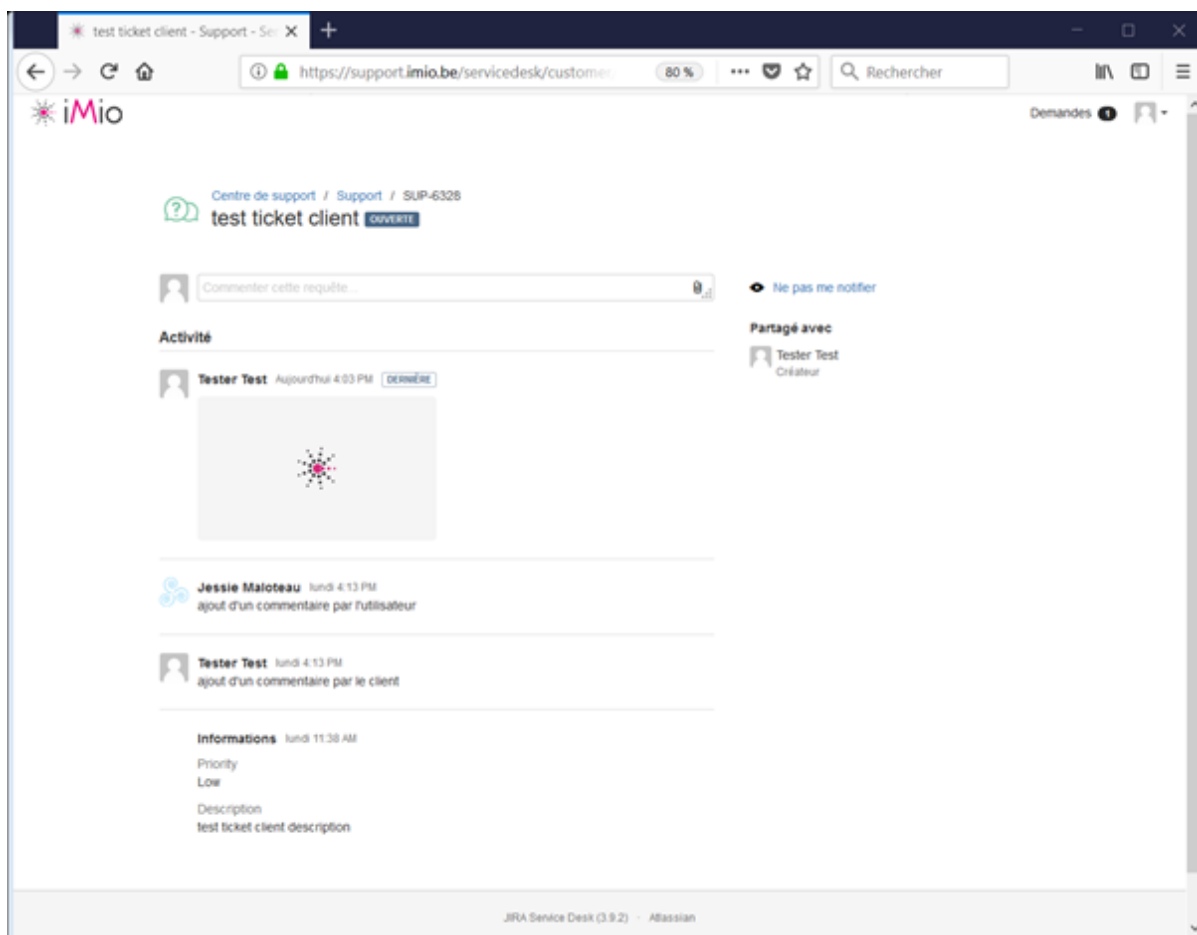 test ticket client - Support - Se
https://support.imio.be/servicedesk/customer
80 %
Rechercher
iMio
Demandes 1
Centre de support / Support / SUP-6328
test ticket client OUVERTE
Commenter cette requête...
Ne pas me notifier
Activité
Partagé avec
Tester Test
Créateur
Tester Test Aujourd'hui 4:03 PM DERNIÈRE
Jessie Maloteau lundi 4:13 PM
ajout d'un commentaire par l'utilisateur
Tester Test lundi 4:13 PM
ajout d'un commentaire par le client
Informations lundi 11:38 AM
Priority
Low
Description
test ticket client description
JIRA Service Desk (3.9.2) · Atlassian